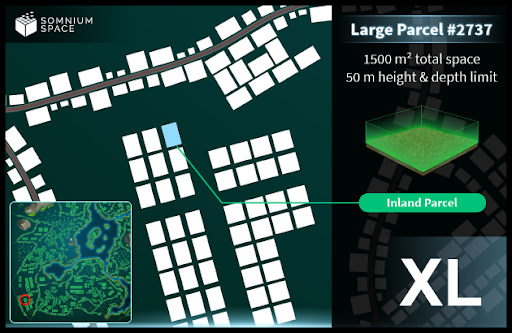 SOMNIUM
SPACE
Large Parcel #2737
1500 m² total space
50 m height & depth limit
Inland Parcel
XL